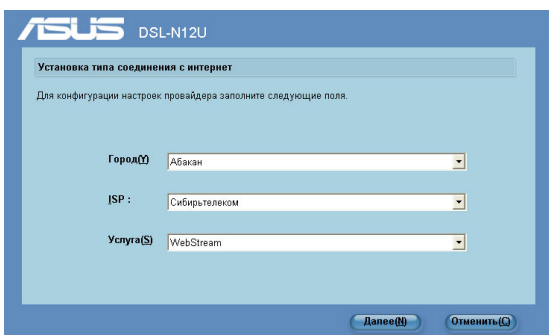 ASUS DSL-N12U
Установка типа соединения с интернет
Для конфигурации настроек провайдера заполните следующие поля.
Город(Y) Абакан
ISP : Сибирьтелеком
Услуга(S) WebStream
Далее(N) Отменить(C)